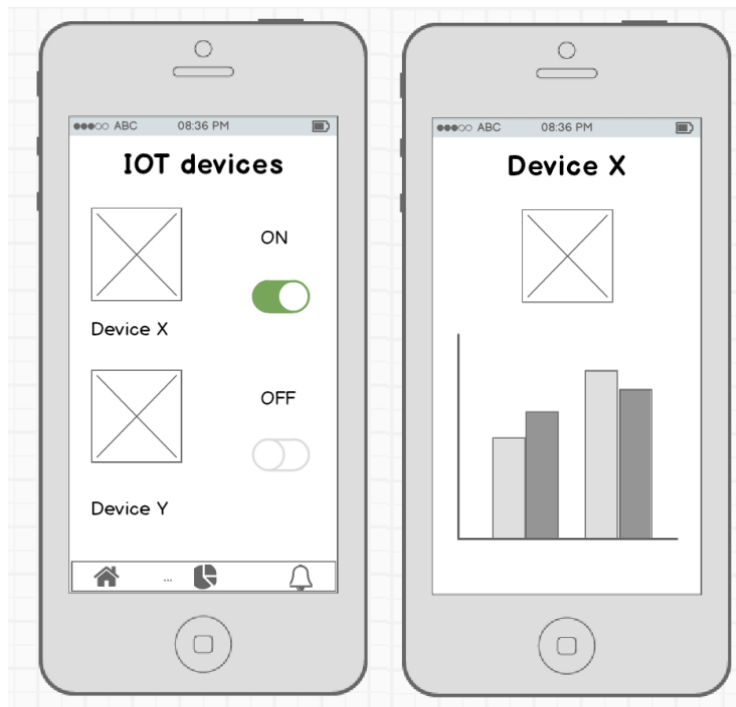 ABC 08:36 PM
IOT devices
ON
Device X
OFF
Device Y
...
ABC 08:36 PM
Device X